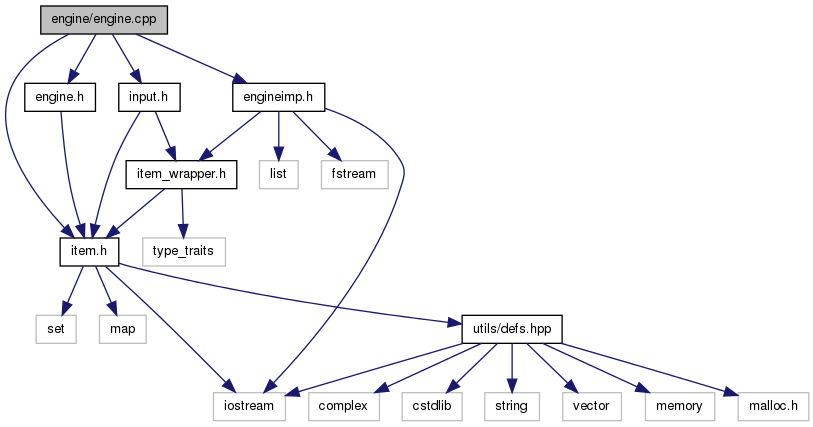 engine/engine.cpp
engine.h
input.h
engineimp.h
item_wrapper.h
list
fstream
item.h
type_traits
set
map
utils/defs.hpp
iostream
complex
cstdlib
string
vector
memory
malloc.h